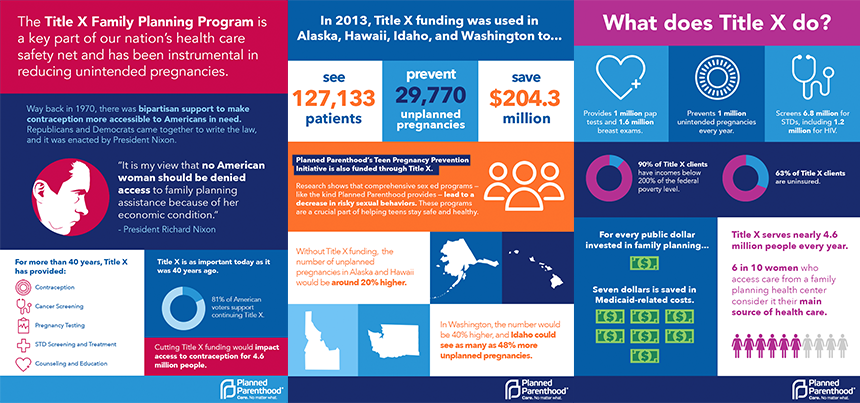 The Title X Family Planning Program is
a key part of our nation's health care
safety net and has been instrumental in
reducing unintended pregnancies.
Way back in 1970, there was bipartisan support to make
contraception more accessible to Americans in need.
Republicans and Democrats came together to write the law,
and it was enacted by President Nixon.
"It is my view that no American
woman should be denied
access to family planning
assistance because of her
economic condition."
- President Richard Nixon
For more than 40 years, Title X
has provided:
Contraception
Cancer Screening
Pregnancy Testing
STD Screening and Treatment
Counseling and Education
Title X is as important today as it
was 40 years ago.
81% of American
voters support
continuing Title X.
Cutting Title X funding would impact
access to contraception for 4.6
million people.
Planned
Parenthood®
Care. No matter what.
In 2013, Title X funding was used in
Alaska, Hawaii, Idaho, and Washington to...
see
127,133
patients
prevent
29,770
unplanned
pregnancies
save
$204.3
million
Planned Parenthood's Teen Pregnancy Prevention
Initiative is also funded through Title X.
Research shows that comprehensive sex ed programs –
like the kind Planned Parenthood provides – lead to a
decrease in risky sexual behaviors. These programs
are a crucial part of helping teens stay safe and healthy.
Without Title X funding, the
number of unplanned
pregnancies in Alaska and Hawaii
would be around 20% higher.
In Washington, the number would
be 40% higher, and Idaho could
see as many as 48% more
unplanned pregnancies.
Planned
Parenthood®
Care. No matter what.
What does Title X do?
Provides 1 million pap
tests and 1.6 million
breast exams.
Prevents 1 million
unintended pregnancies
every year.
Screens 6.8 million for
STDs, including 1.2
million for HIV.
90% of Title X clients
have incomes below
200% of the federal
poverty level.
63% of Title X clients
are uninsured.
For every public dollar
invested in family planning...
$
Seven dollars is saved in
Medicaid-related costs.
$ $ $
$ $ $
$
Title X serves nearly 4.6
million people every year.
6 in 10 women who
access care from a family
planning health center
consider it their main
source of health care.
Planned
Parenthood®
Care. No matter what.